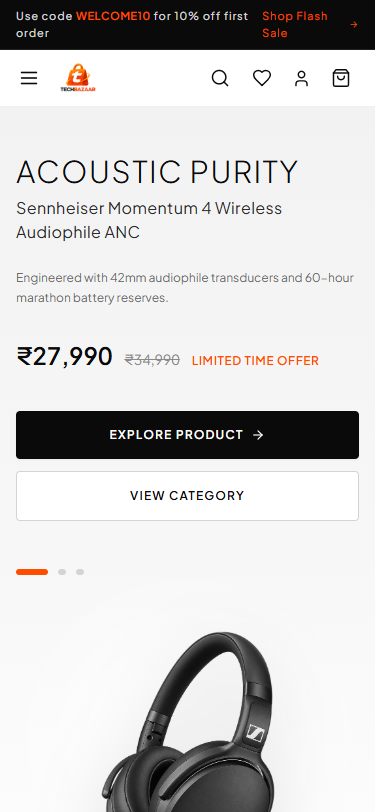 Use code WELCOME10 for 10% off first order
Shop Flash Sale →
TECHBAZAAR
ACOUSTIC PURITY
Sennheiser Momentum 4 Wireless
Audiophile ANC
Engineered with 42mm audiophile transducers and 60-hour
marathon battery reserves.
₹27,990 ₹34,990 LIMITED TIME OFFER
EXPLORE PRODUCT →
VIEW CATEGORY